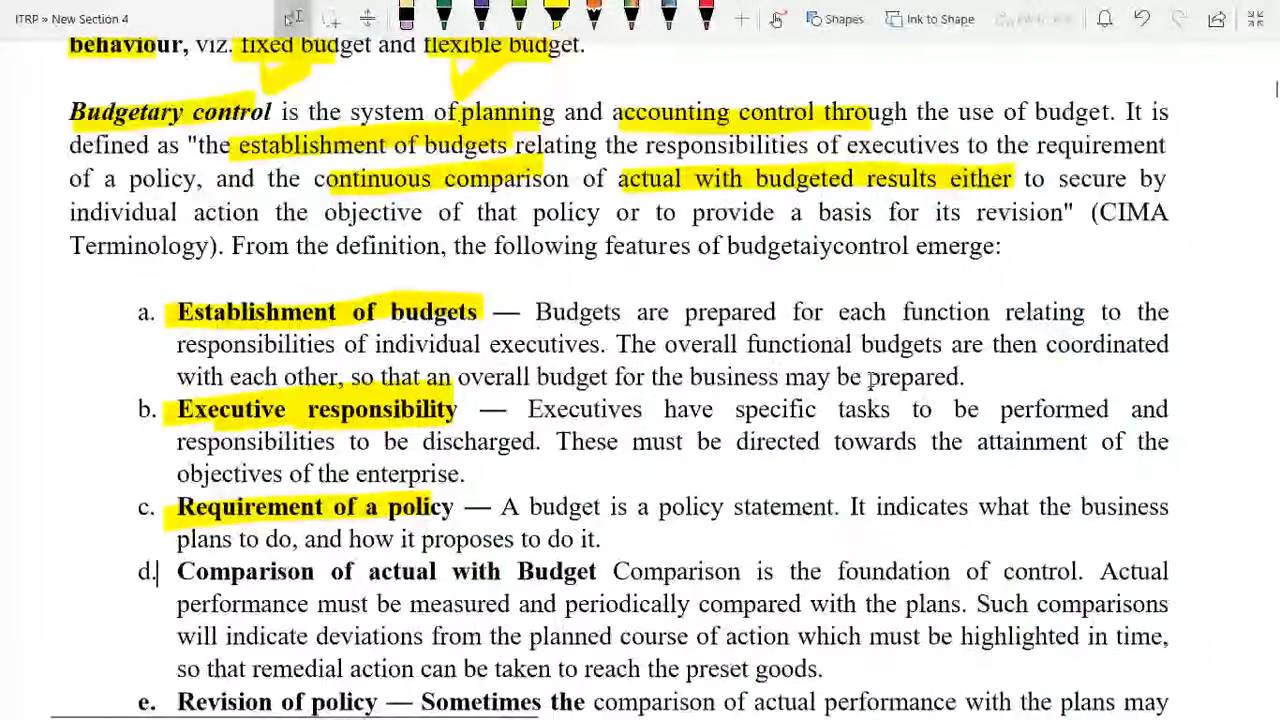 ITRP » New Section 4
Shapes
Ink to Shape
behaviour, viz. fixed budget and flexible budget.
Budgetary control is the system of planning and accounting control through the use of budget. It is
defined as "the establishment of budgets relating the responsibilities of executives to the requirement
of a policy, and the continuous comparison of actual with budgeted results either to secure by
individual action the objective of that policy or to provide a basis for its revision" (CIMA
Terminology). From the definition, the following features of budgetaiycontrol emerge:
a. Establishment of budgets — Budgets are prepared for each function relating to the
responsibilities of individual executives. The overall functional budgets are then coordinated
with each other, so that an overall budget for the business may be prepared.
b. Executive responsibility — Executives have specific tasks to be performed and
responsibilities to be discharged. These must be directed towards the attainment of the
objectives of the enterprise.
c. Requirement of a policy — A budget is a policy statement. It indicates what the business
plans to do, and how it proposes to do it.
d. Comparison of actual with Budget Comparison is the foundation of control. Actual
performance must be measured and periodically compared with the plans. Such comparisons
will indicate deviations from the planned course of action which must be highlighted in time,
so that remedial action can be taken to reach the preset goods.
e. Revision of policy — Sometimes the comparison of actual performance with the plans may